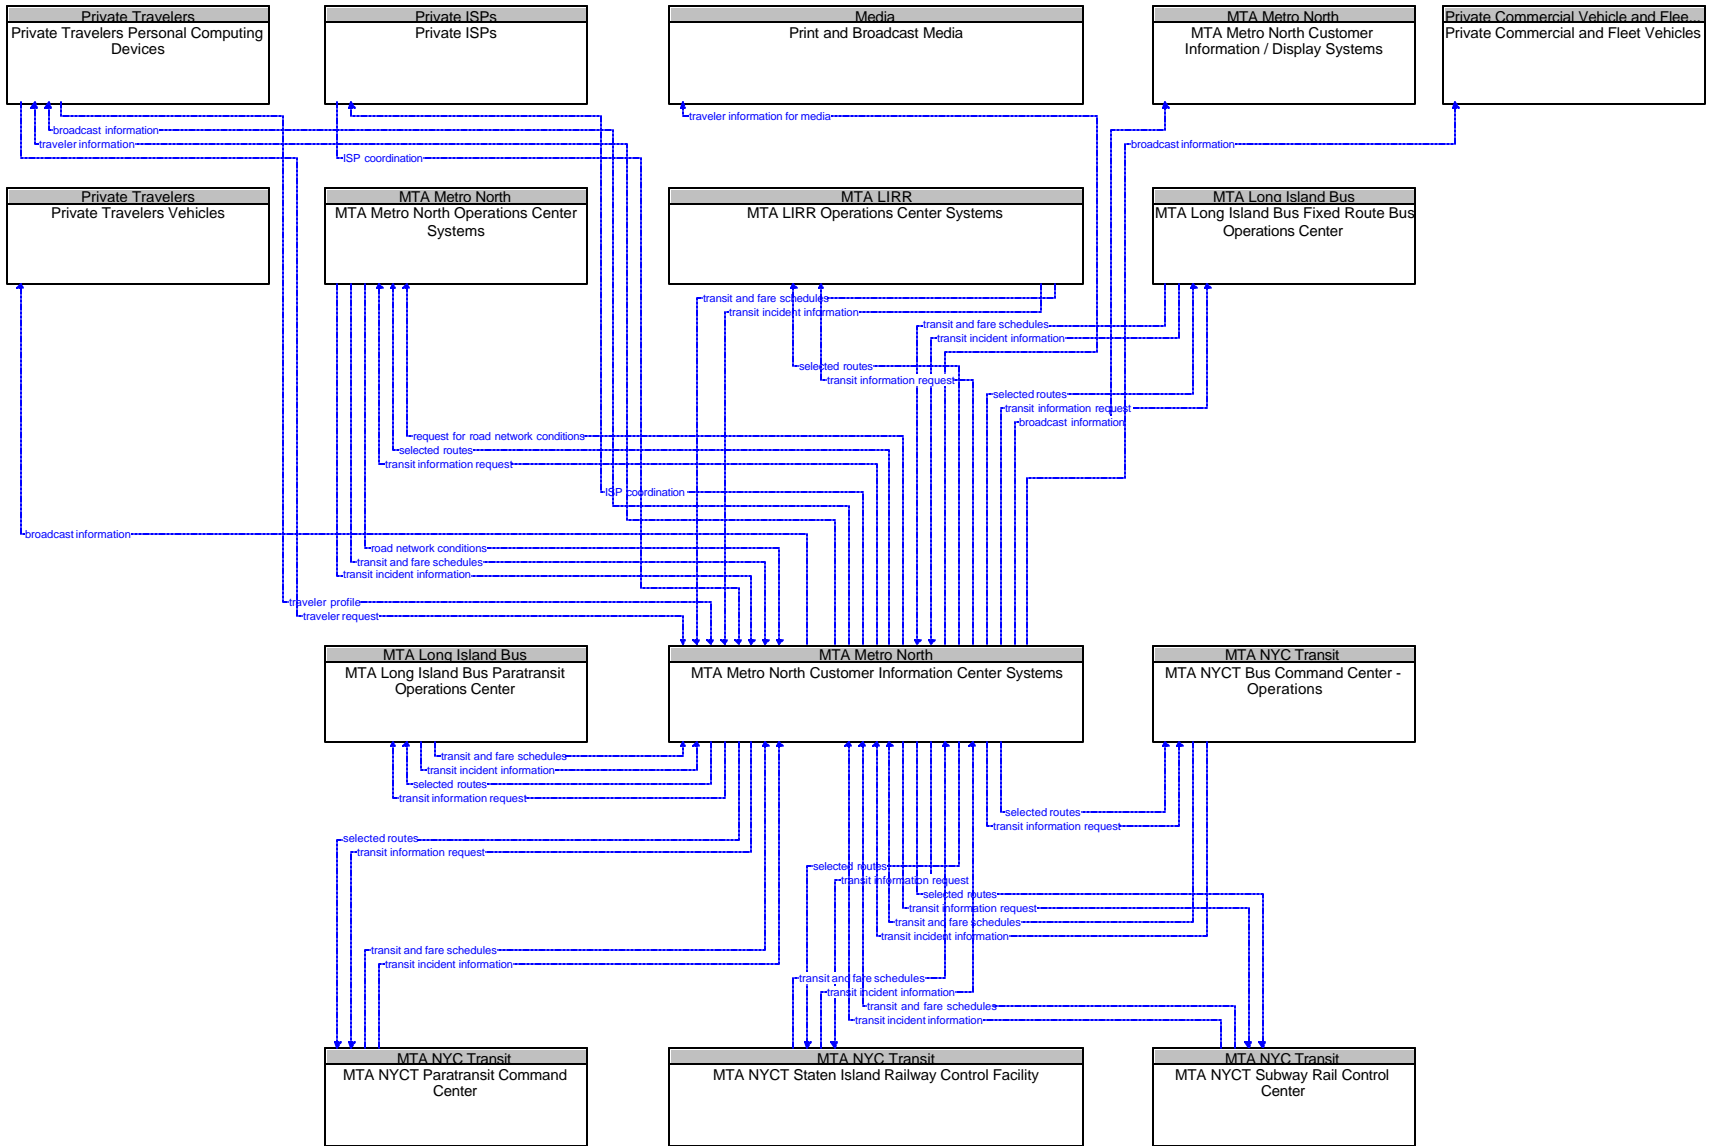 Private Travelers
Private Travelers Personal Computing
Devices
Private ISPs
Private ISPs
Media
Print and Broadcast Media
MTA Metro North
MTA Metro North Customer
Information / Display Systems
Private Commercial Vehicle and Flee...
Private Commercial and Fleet Vehicles
traveler information for media
broadcast information
traveler information
broadcast information
ISP coordination
Private Travelers
Private Travelers Vehicles
MTA Metro North
MTA Metro North Operations Center
Systems
MTA LIRR
MTA LIRR Operations Center Systems
MTA Long Island Bus
MTA Long Island Bus Fixed Route Bus
Operations Center
transit and fare schedules
transit incident information
transit and fare schedules
transit incident information
selected routes
transit information request
selected routes
transit information request
broadcast information
request for road network conditions
selected routes
transit information request
ISP coordination
broadcast information
road network conditions
transit and fare schedules
transit incident information
traveler profile
traveler request
MTA Long Island Bus
MTA Long Island Bus Paratransit
Operations Center
MTA Metro North
MTA Metro North Customer Information Center Systems
MTA NYC Transit
MTA NYCT Bus Command Center -
Operations
transit and fare schedules
transit incident information
selected routes
transit information request
selected routes
transit information request
selected routes
transit information request
selected routes
transit information request
selected routes
transit information request
transit and fare schedules
transit incident information
transit and fare schedules
transit incident information
transit and fare schedules
transit incident information
transit and fare schedules
transit incident information
MTA NYC Transit
MTA NYCT Paratransit Command
Center
MTA NYC Transit
MTA NYCT Staten Island Railway Control Facility
MTA NYC Transit
MTA NYCT Subway Rail Control
Center